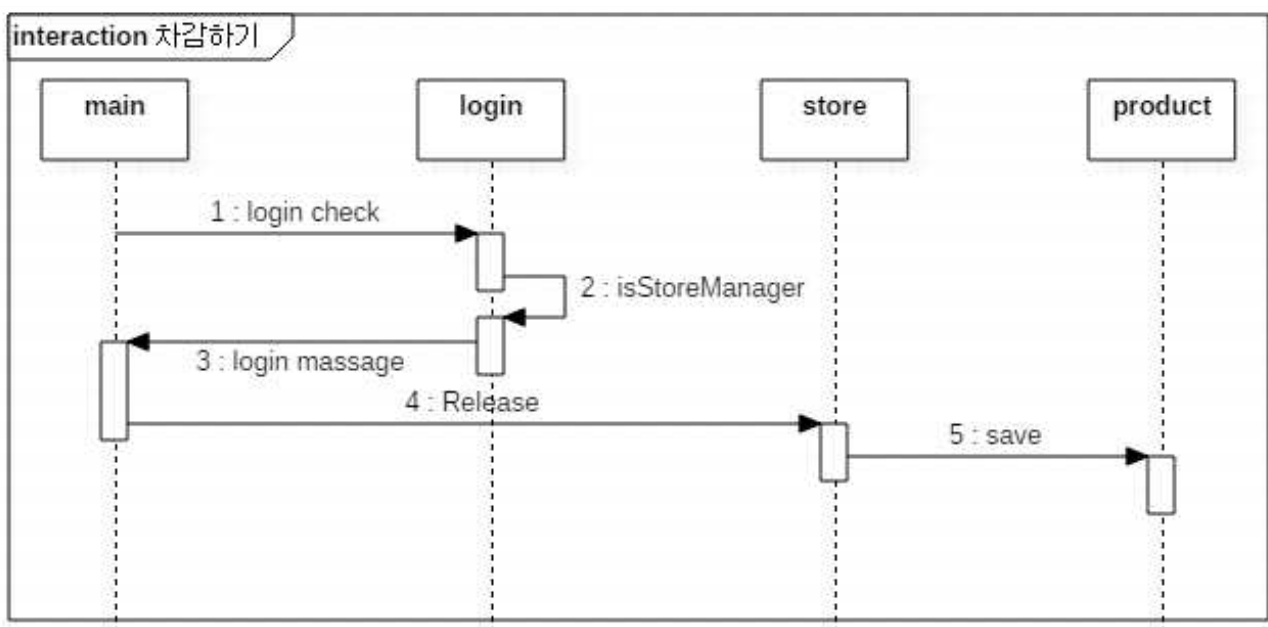 interaction 차감하기
main
login
store
product
1 : login check
2 : isStoreManager
3 : login massage
4 : Release
5 : save